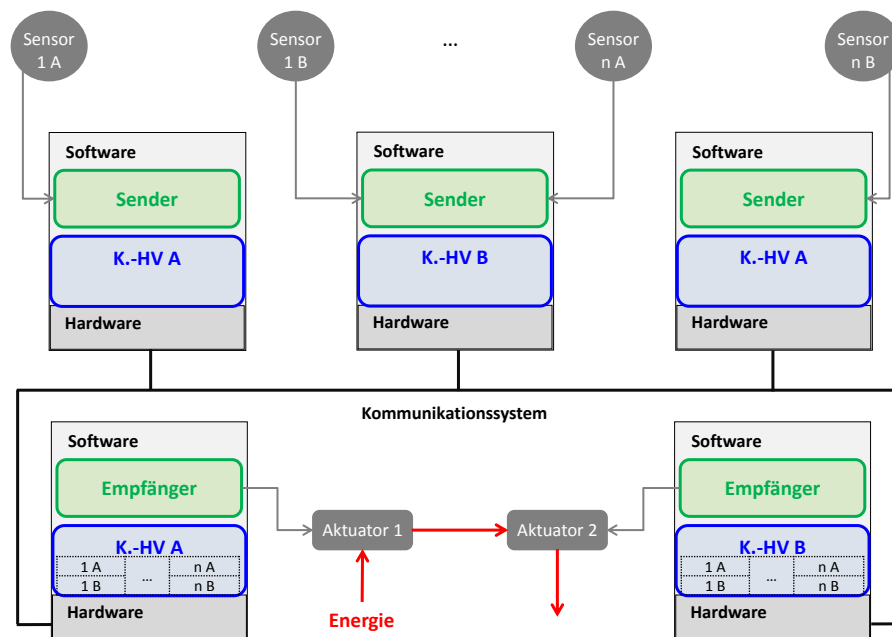 Sensor
1 A
Sensor
1 B
...
Sensor
n A
Sensor
n B
Software
Sender
K.-HV A
Hardware
Software
Sender
K.-HV B
Hardware
Software
Sender
K.-HV A
Hardware
Kommunikationssystem
Software
Empfänger
K.-HV A
1 A ... n A
1 B n B
Hardware
Aktuator 1
Aktuator 2
Energie
Software
Empfänger
K.-HV B
1 A ... n A
1 B n B
Hardware